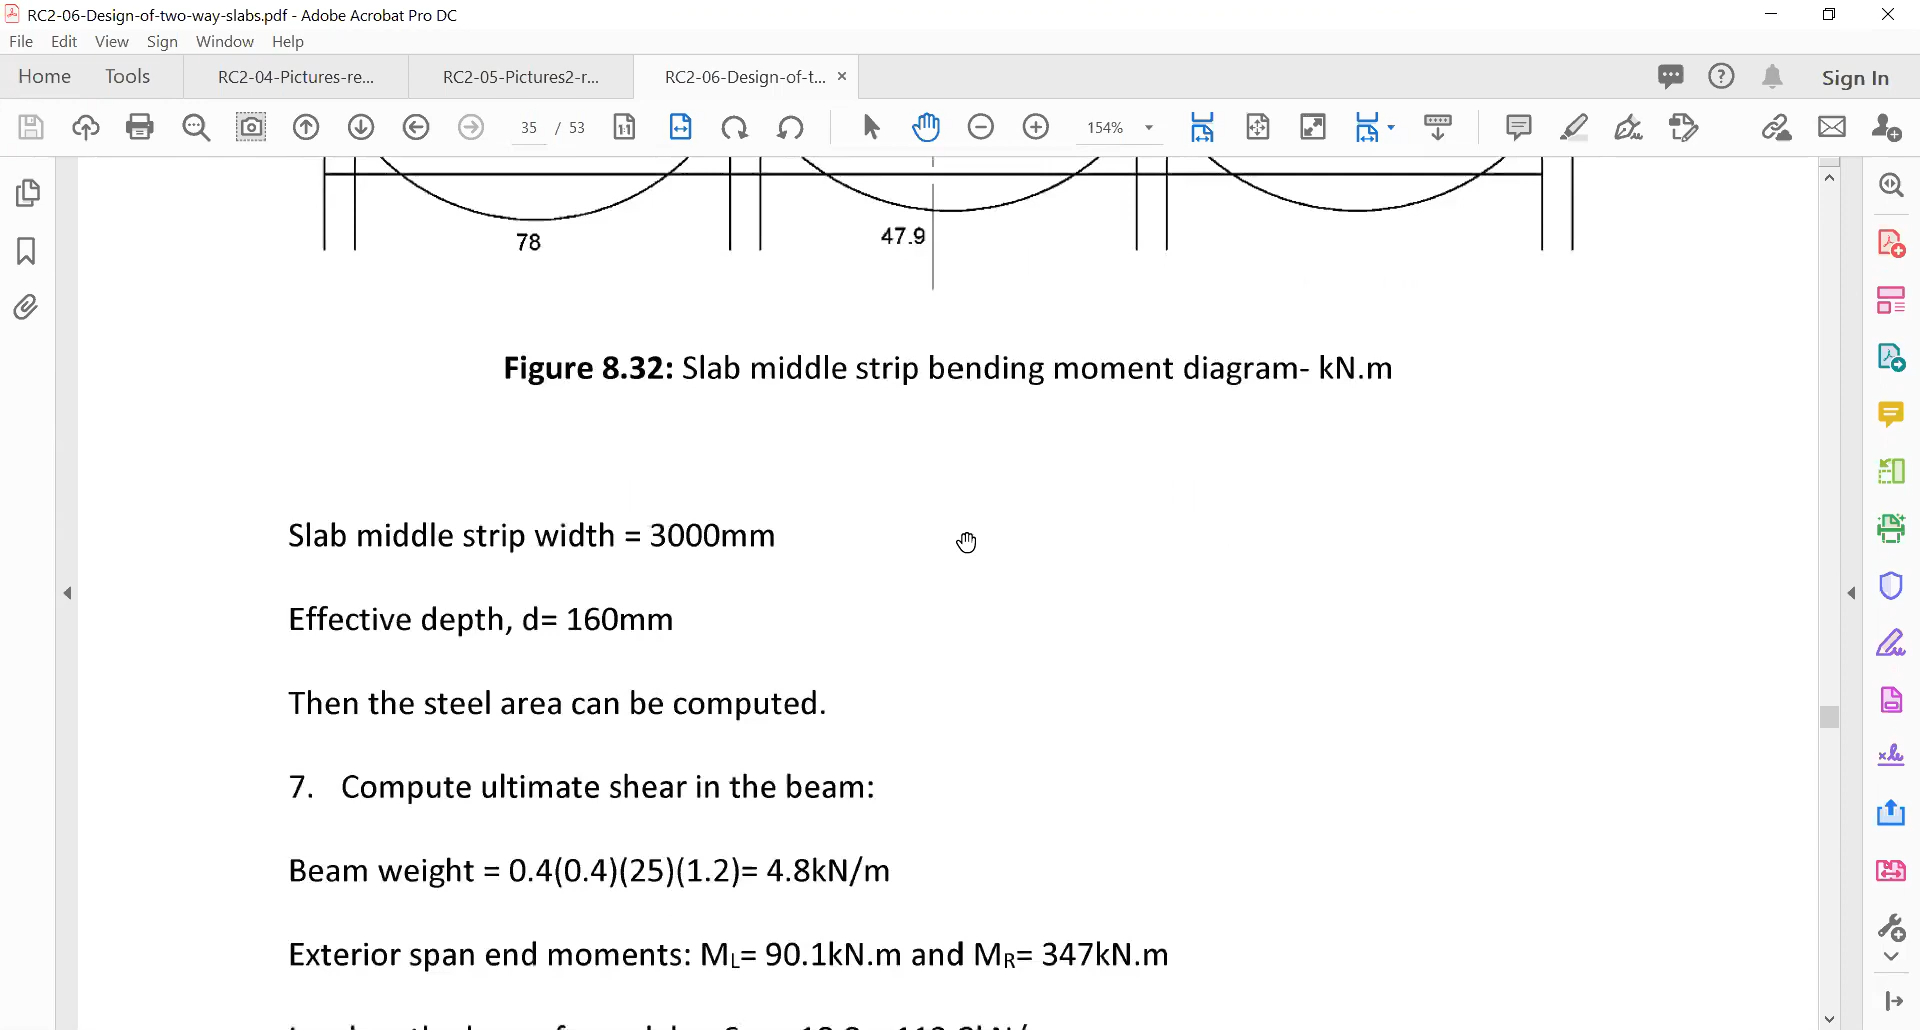 RC2-06-Design-of-two-way-slabs.pdf - Adobe Acrobat Pro DC
File Edit View Sign Window Help
Home Tools RC2-04-Pictures-re... RC2-05-Pictures2-r... RC2-06-Design-of-t... Sign In
35 / 53 154%
78 47.9
Figure 8.32: Slab middle strip bending moment diagram- kN.m
Slab middle strip width = 3000mm
Effective depth, d= 160mm
Then the steel area can be computed.
7. Compute ultimate shear in the beam:
Beam weight = 0.4(0.4)(25)(1.2)= 4.8kN/m
Exterior span end moments: ML= 90.1kN.m and MR= 347kN.m